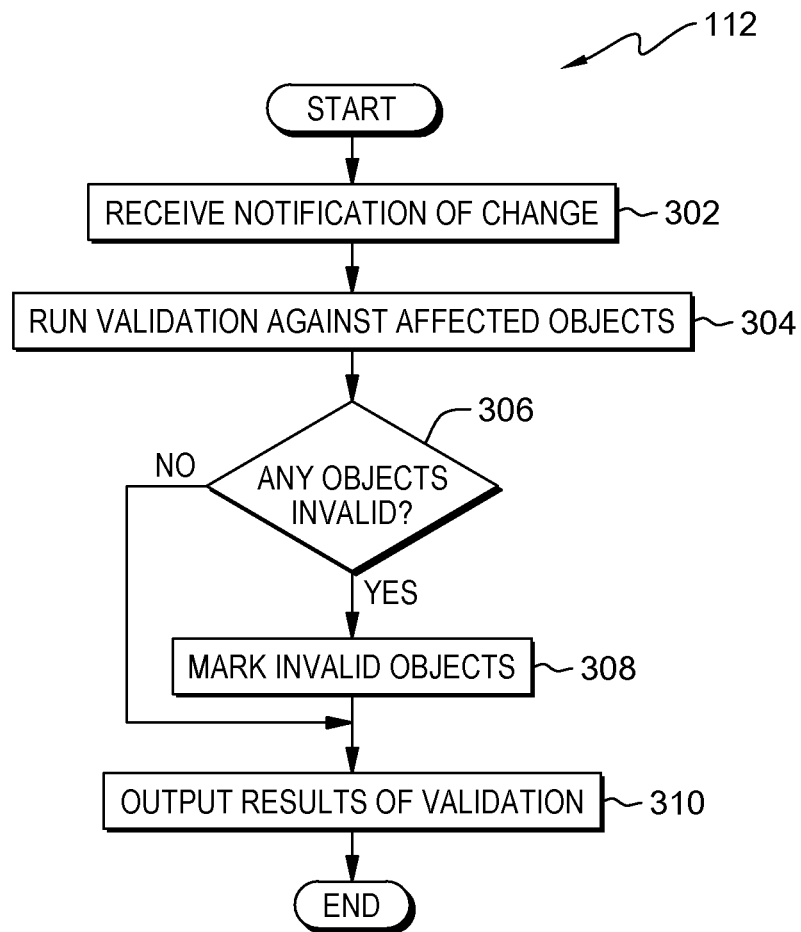 112
START
RECEIVE NOTIFICATION OF CHANGE
302
RUN VALIDATION AGAINST AFFECTED OBJECTS
304
306
NO
ANY OBJECTS
INVALID?
YES
MARK INVALID OBJECTS
308
OUTPUT RESULTS OF VALIDATION
310
END